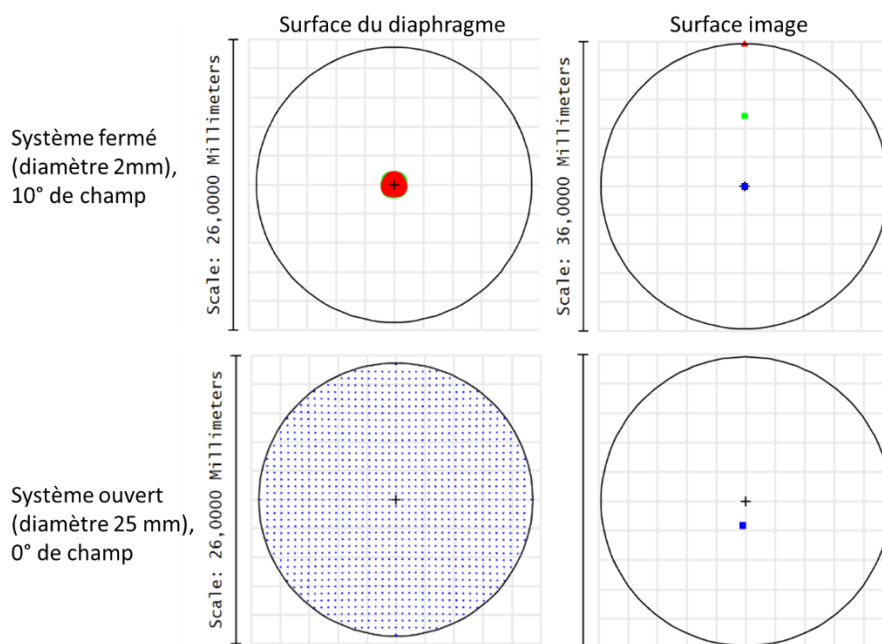 Surface du diaphragme
Surface image
Système fermé
(diamètre 2mm),
10° de champ
Scale: 26,0000 Millimeters
Scale: 36,0000 Millimeters
Système ouvert
(diamètre 25 mm),
0° de champ
Scale: 26,0000 Millimeters